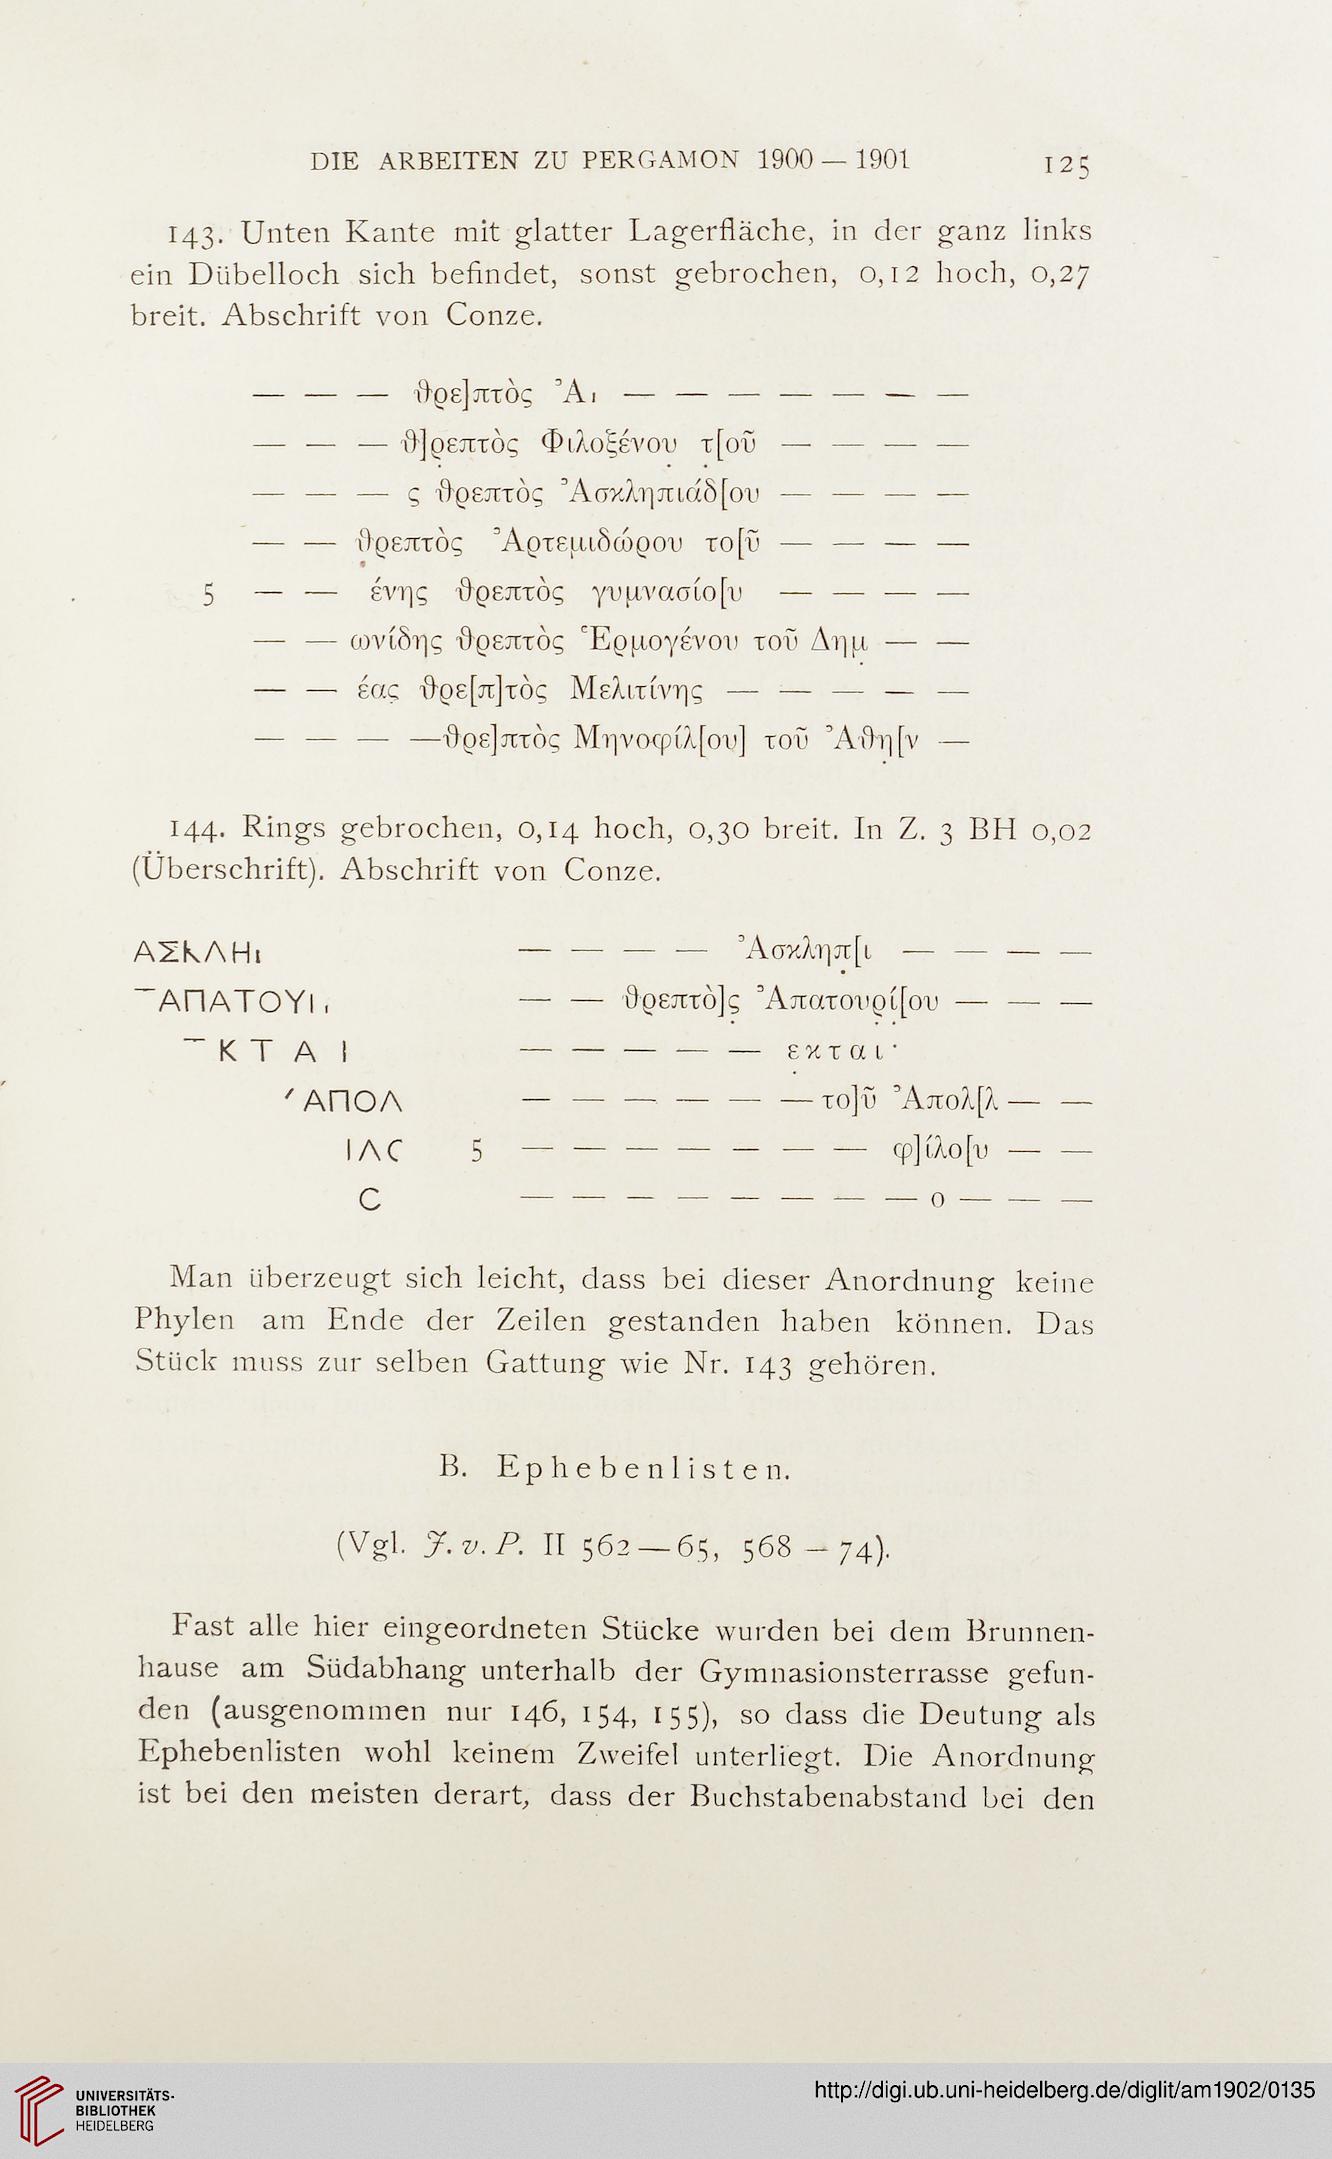 DIE ARBEITEN ZU PERGAMON 1900 — 1901 125
143. Unten Kante mit glatter Lagerfläche, in der ganz links
ein Dübelloch sich befindet, sonst gebrochen, 0,12 hoch, 0,27
breit. Abschrift von Conze.
— — — θρε]πτὸς Ἀι — — — — — — —
— — — θ]ρεπτὸς Φιλοξένου τ[οῦ — — — —
— — — ς θρεπτὸς Ἀσκληπιάδ[ου — — — —
— — θρεπτὸς Ἀρτεμιδώρου το[ῦ — — — —
5 — — ένης θρεπτὸς γυμνασίο[υ — — — —
— — ωνίδης θρεπτὸς Ἑρμογένου τοῦ Δημ — —
— — έας θρε[π]τὸς Μελιτίνης — — — — —
— — — — θρε]πτὸς Μηνοφίλ[ου] τοῦ Ἀθη[ν —
144. Rings gebrochen, 0,14 hoch, 0,30 breit. In Z. 3 BH 0,02
(Überschrift). Abschrift von Conze.
ΑΣΚΛΗι — — — — Ἀσκληπ[ι — — — —
¯ΑΠΑΤΟΥΙ, — — θρεπτὸ]ς Ἀπατουρί[ου — — —
¯Κ Τ Α Ι — — — — — ε κ τ α ι ·
ʹΑΠΟΛ — — — — — — το]ῦ Ἀπολ[λ — —
ΙΛϹ 5 — — — — — — — φ]ίλο[υ — —
Ϲ — — — — — — — — ο — — —
Man überzeugt sich leicht, dass bei dieser Anordnung keine
Phylen am Ende der Zeilen gestanden haben können. Das
Stück muss zur selben Gattung wie Nr. 143 gehören.
B. Ephebenlisten.
(Vgl. J. v. P. II 562 — 65, 568 — 74).
Fast alle hier eingeordneten Stücke wurden bei dem Brunnen-
hause am Südabhang unterhalb der Gymnasionsterrasse gefun-
den (ausgenommen nur 146, 154, 155), so dass die Deutung als
Ephebenlisten wohl keinem Zweifel unterliegt. Die Anordnung
ist bei den meisten derart, dass der Buchstabenabstand bei den
UNIVERSITÄTS-
BIBLIOTHEK
HEIDELBERG
http://digi.ub.uni-heidelberg.de/diglit/am1902/0135